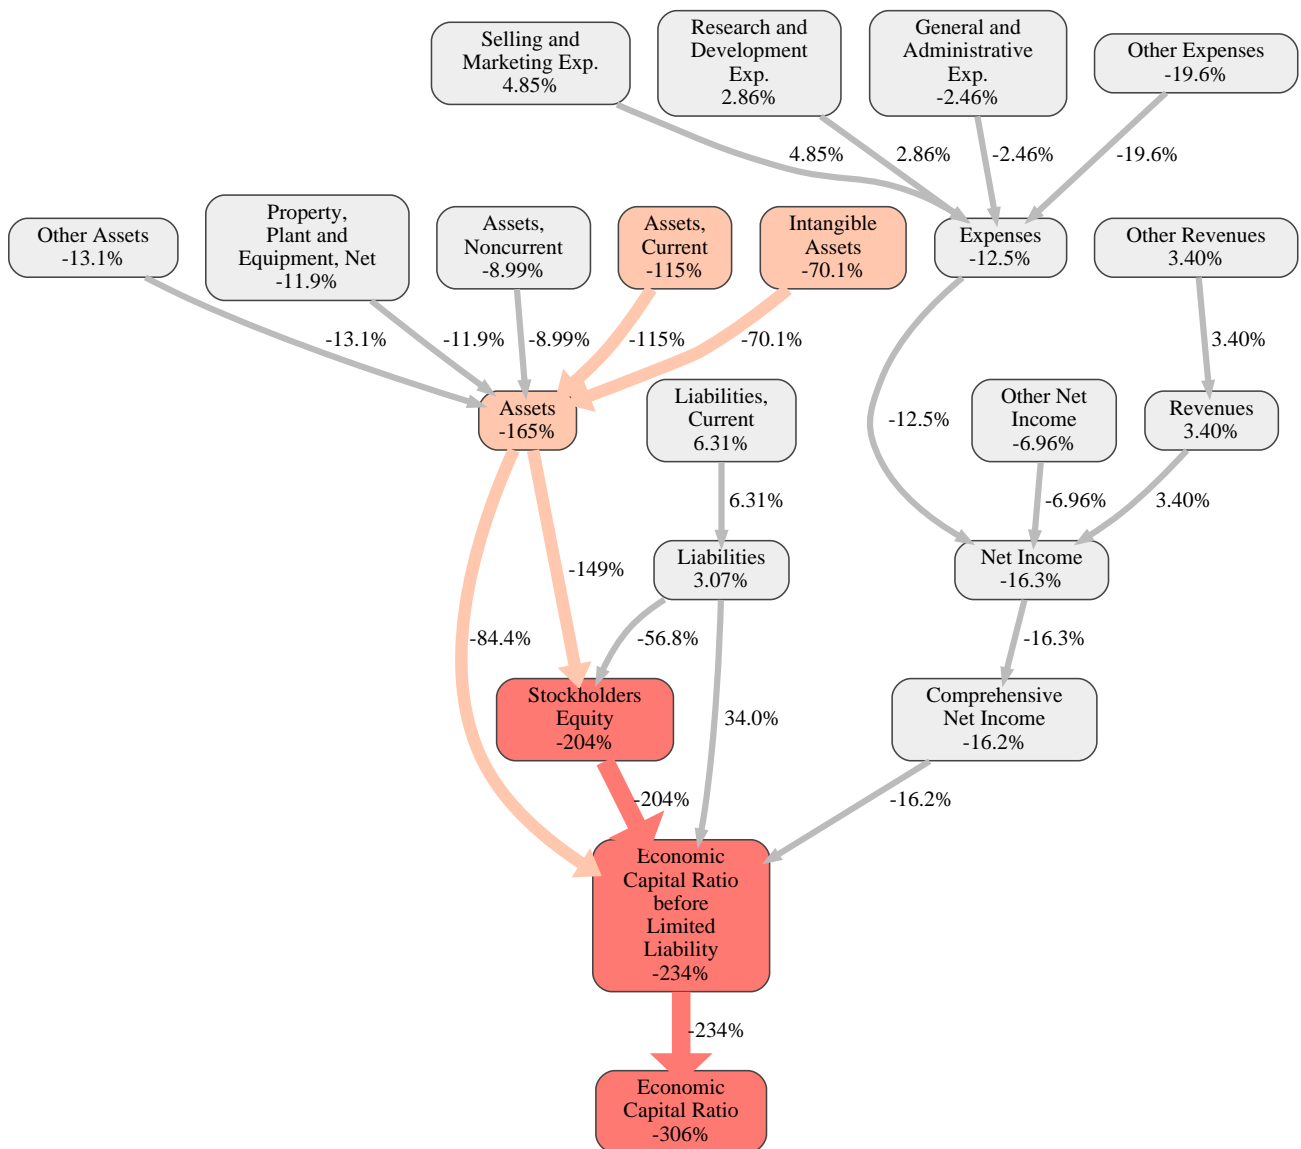 Selling and
Marketing Exp.
4.85%
Research and
Development
Exp.
2.86%
General and
Administrative
Exp.
-2.46%
Other Expenses
-19.6%
4.85%
2.86%
-2.46%
-19.6%
Other Assets
-13.1%
Property,
Plant and
Equipment, Net
-11.9%
Assets,
Noncurrent
-8.99%
Assets,
Current
-115%
Intangible
Assets
-70.1%
Expenses
-12.5%
Other Revenues
3.40%
-13.1%
-11.9%
-8.99%
-115%
-70.1%
3.40%
Assets
-165%
Liabilities,
Current
6.31%
-12.5%
Other Net
Income
-6.96%
Revenues
3.40%
6.31%
-6.96%
3.40%
-149%
Liabilities
3.07%
Net Income
-16.3%
-84.4%
-56.8%
-16.3%
Stockholders
Equity
-204%
34.0%
Comprehensive
Net Income
-16.2%
-204%
-16.2%
Economic
Capital Ratio
before
Limited
Liability
-234%
-234%
Economic
Capital Ratio
-306%